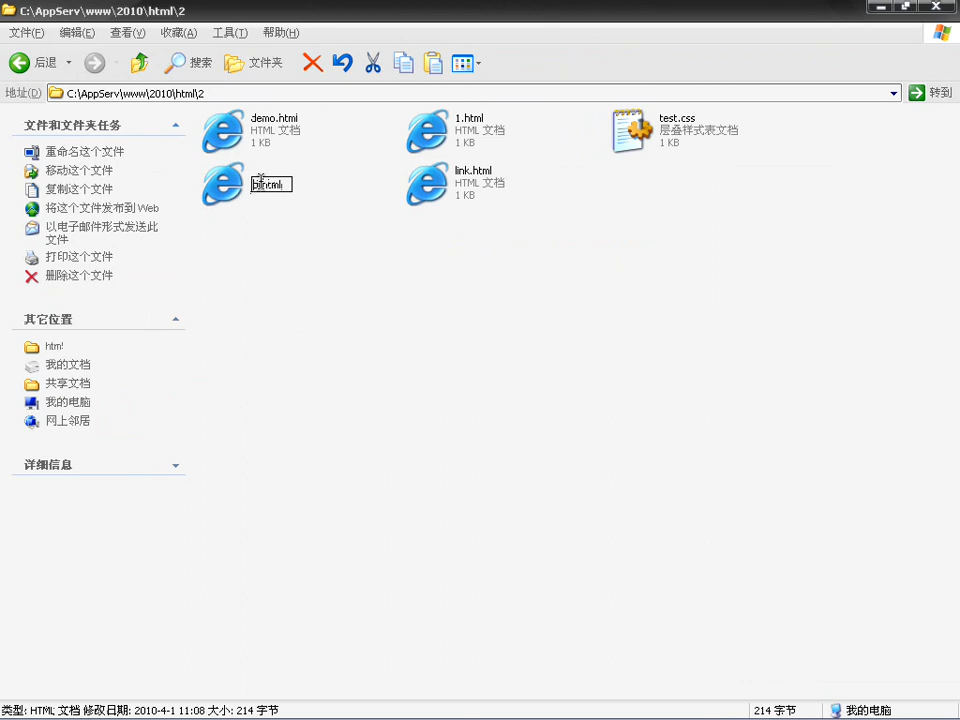 C:\AppServ\www\2010\html\2
文件(F) 编辑(E) 查看(V) 收藏(A) 工具(T) 帮助(H)
后退 搜索 文件夹
地址(D) C:\AppServ\www\2010\html\2 转到
文件和文件夹任务
重命名这个文件
移动这个文件
复制这个文件
将这个文件发布到 Web
以电子邮件形式发送此
文件
打印这个文件
删除这个文件
其它位置
html
我的文档
共享文档
我的电脑
网上邻居
详细信息
demo.html
HTML 文档
1 KB
1.html
HTML 文档
1 KB
test.css
层叠样式表文档
1 KB
link.html
HTML 文档
1 KB
类型: HTML 文档 修改日期: 2010-4-1 11:08 大小: 214 字节
214 字节
我的电脑